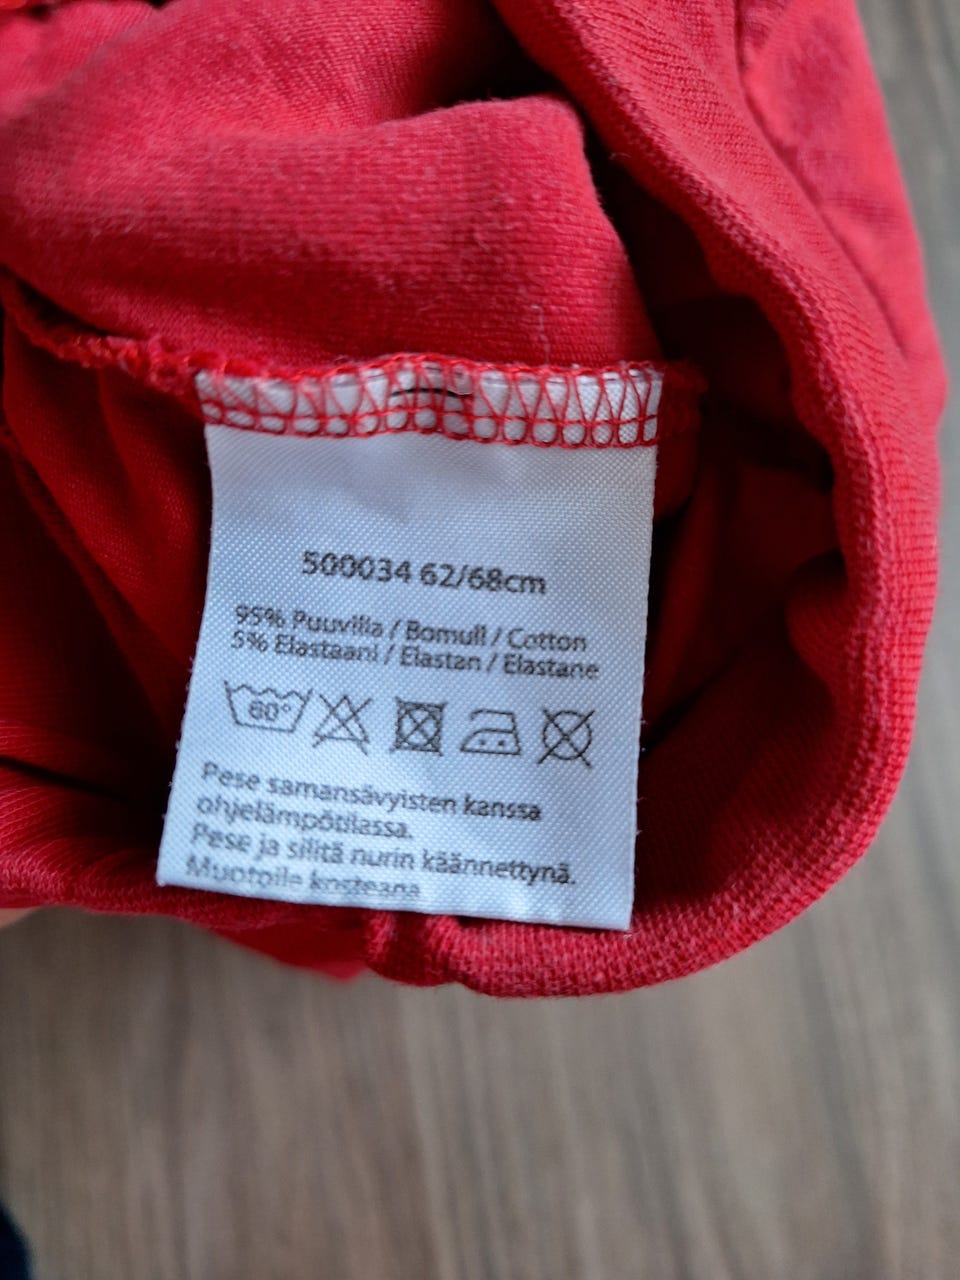 500034 62/68cm
95% Puuvilla / Bomull / Cotton
5% Elastaani / Elastan / Elastane
60°
Pese samansävyisten kanssa
ohjelämpötilassa.
Pese ja silitä nurin käännettynä.
Muotoile kosteana